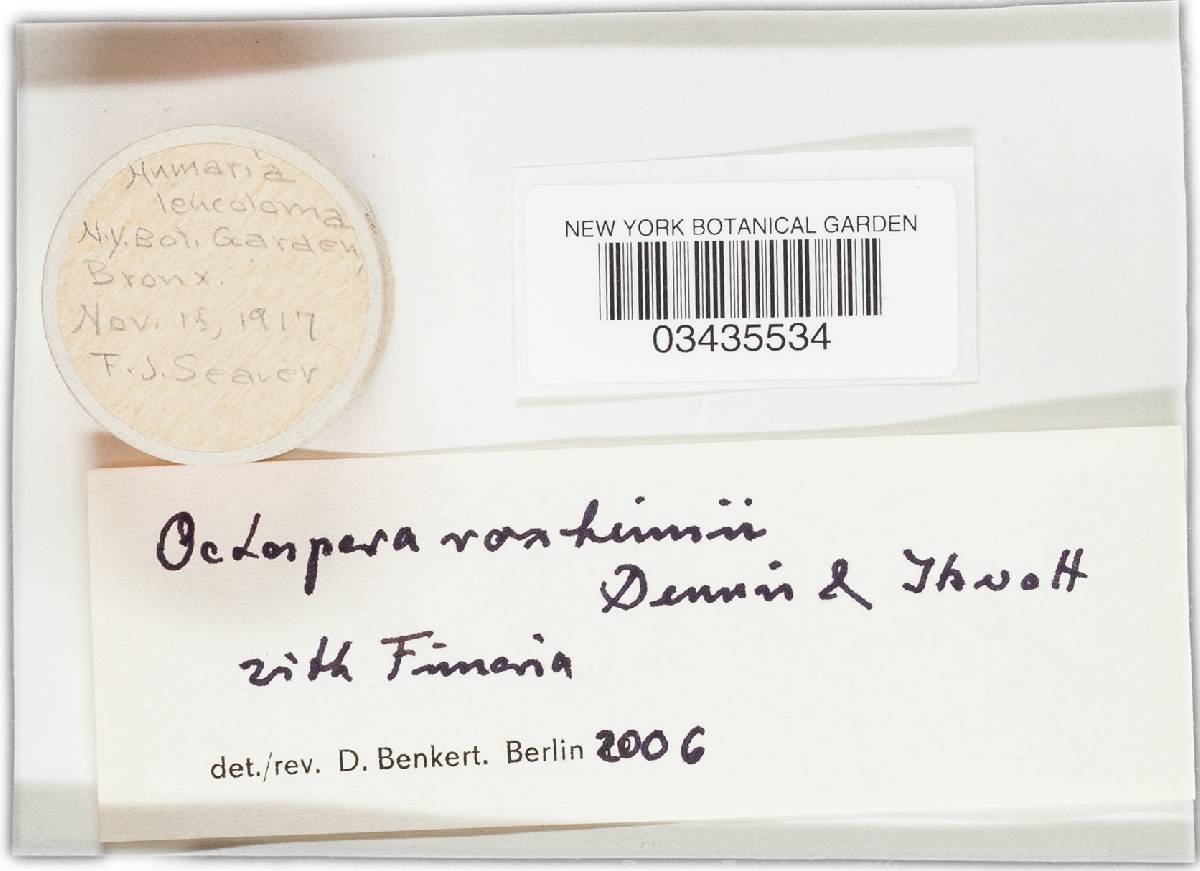 Humaria
leucoloma
N.Y. Bot. Garden,
Bronx.
Nov. 15, 1917
F.J. Seaver
NEW YORK BOTANICAL GARDEN
03435534
Octospora roxheimii
Dennis & Itzvott
with Funaria
det./rev. D. Benkert. Berlin 2006